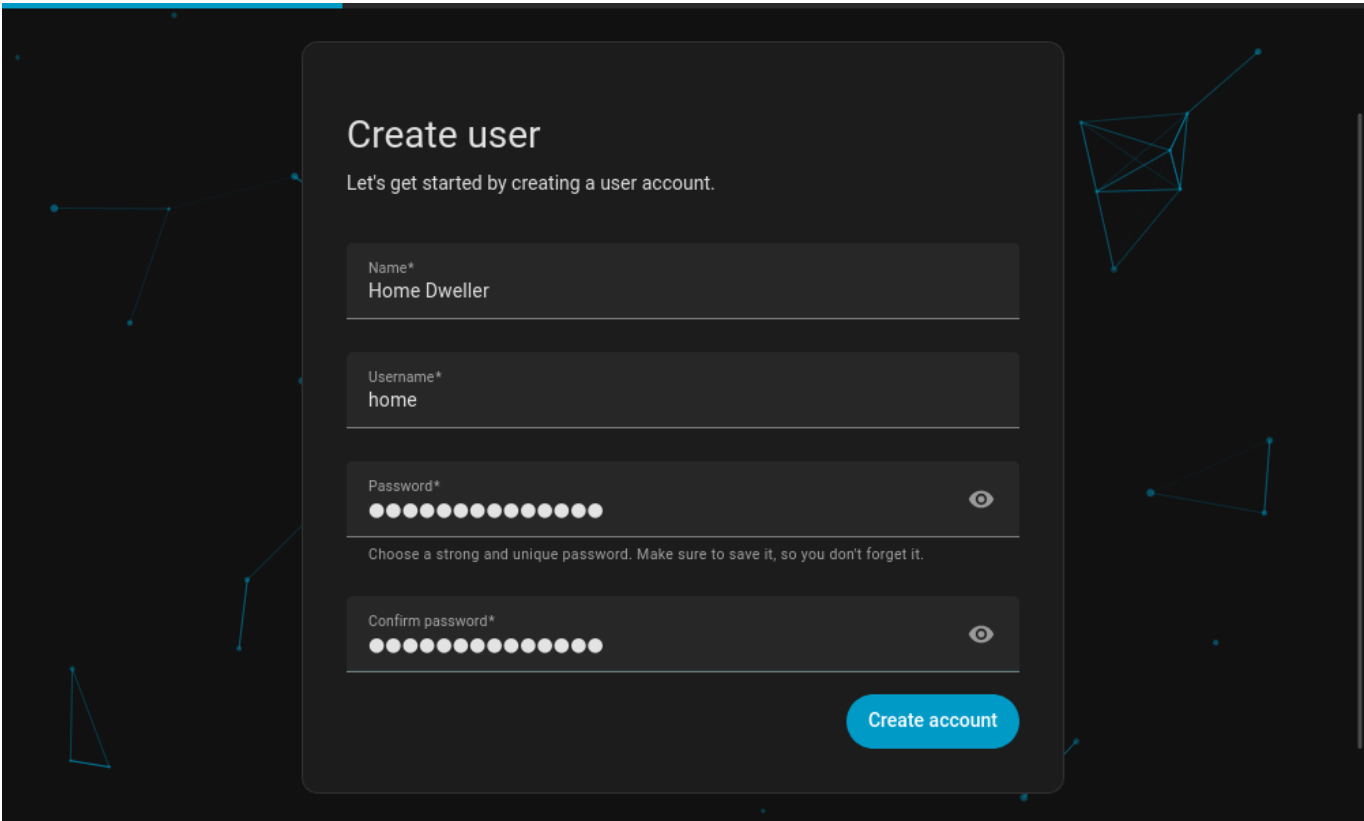 Create user
Let's get started by creating a user account.
Name*
Home Dweller
Username*
home
Password*
●●●●●●●●●●●●●●
Choose a strong and unique password. Make sure to save it, so you don't forget it.
Confirm password*
●●●●●●●●●●●●●●
Create account